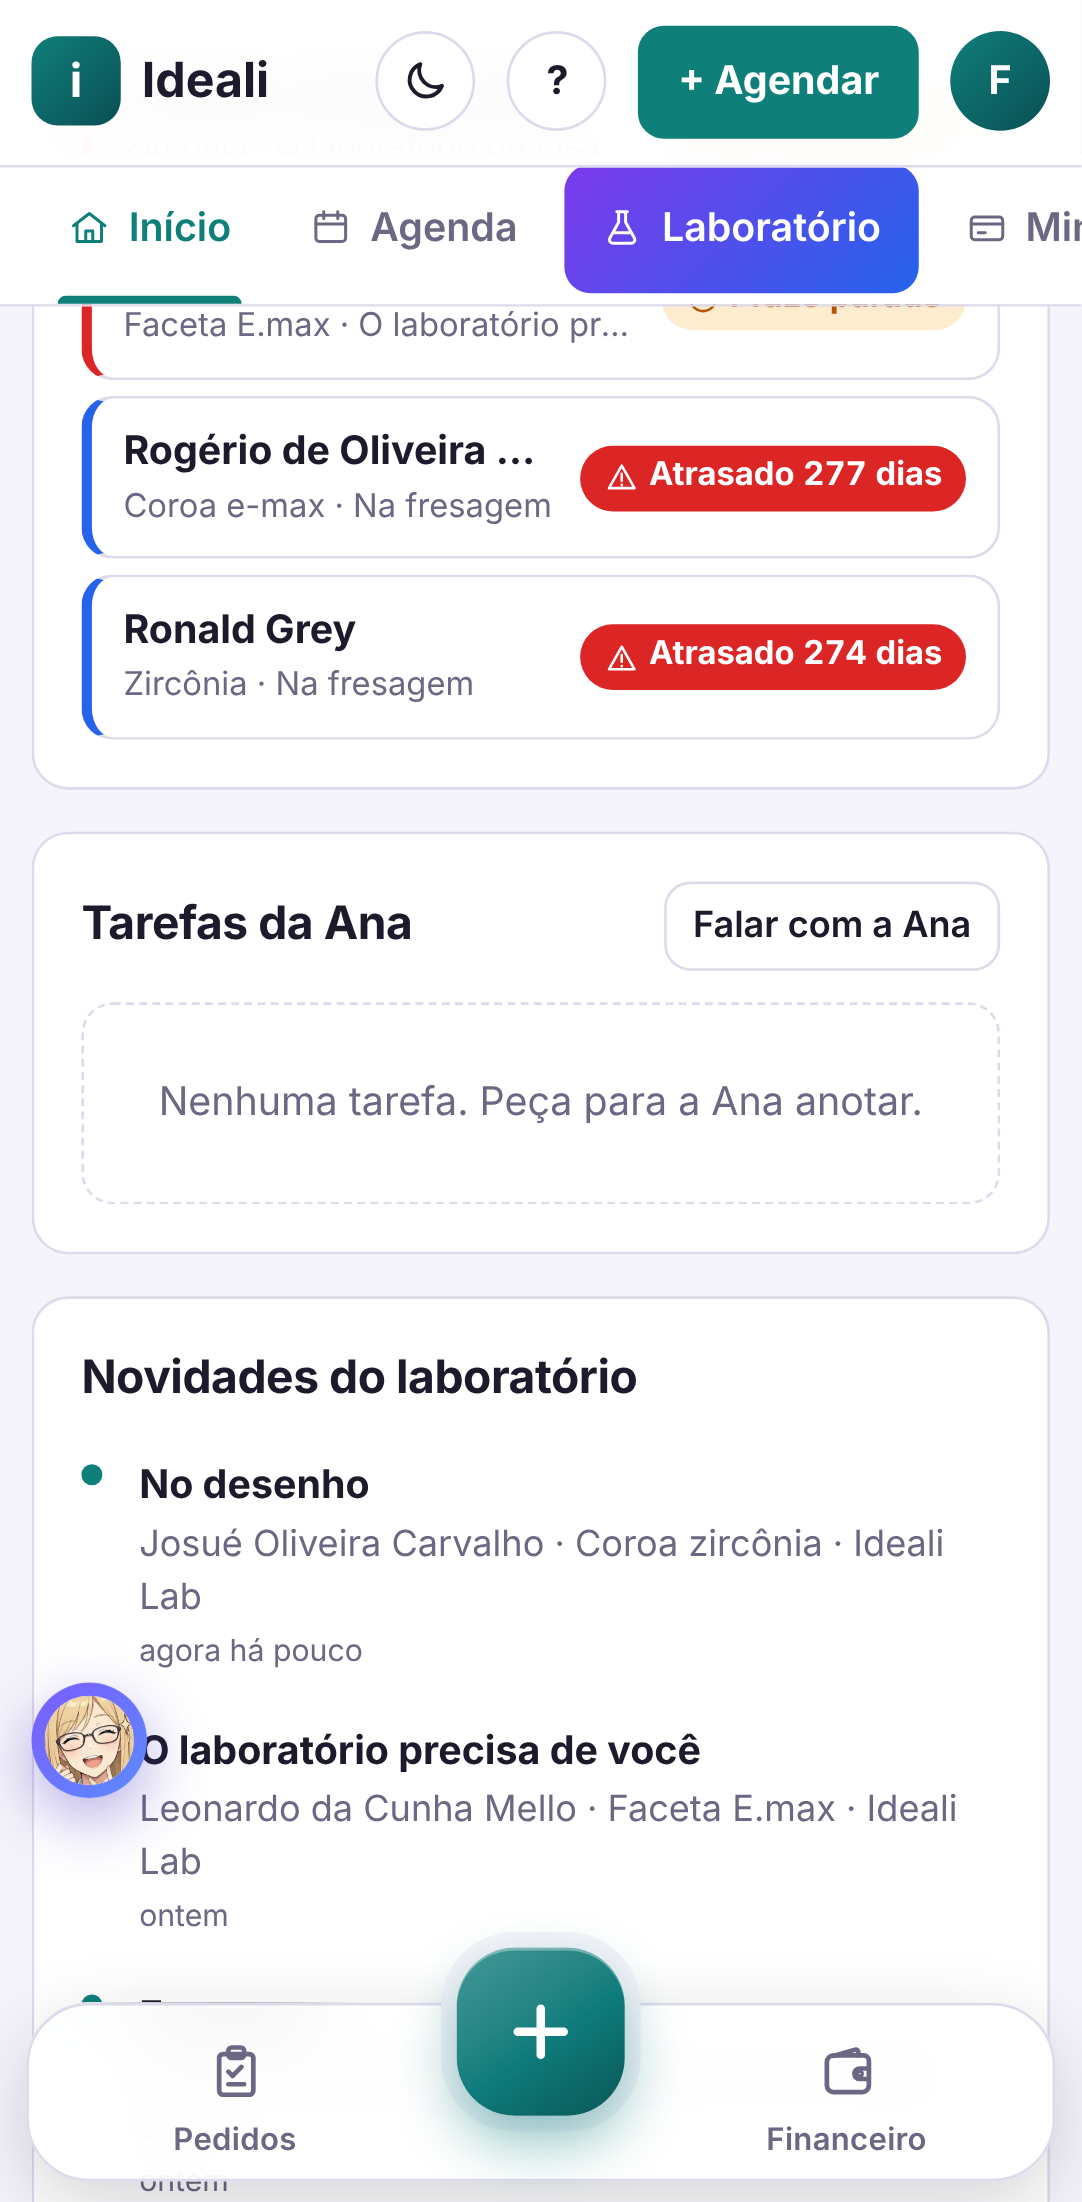 i Ideali ? + Agendar F
Início Agenda Laboratório
Faceta E.max · O laboratório pr...
Rogério de Oliveira ...
Coroa e-max · Na fresagem
Atrasado 277 dias
Ronald Grey
Zircônia · Na fresagem
Atrasado 274 dias
Tarefas da Ana
Falar com a Ana
Nenhuma tarefa. Peça para a Ana anotar.
Novidades do laboratório
No desenho
Josué Oliveira Carvalho · Coroa zircônia · Ideali
Lab
agora há pouco
O laboratório precisa de você
Leonardo da Cunha Mello · Faceta E.max · Ideali
Lab
ontem
Pedidos
Financeiro
ontem